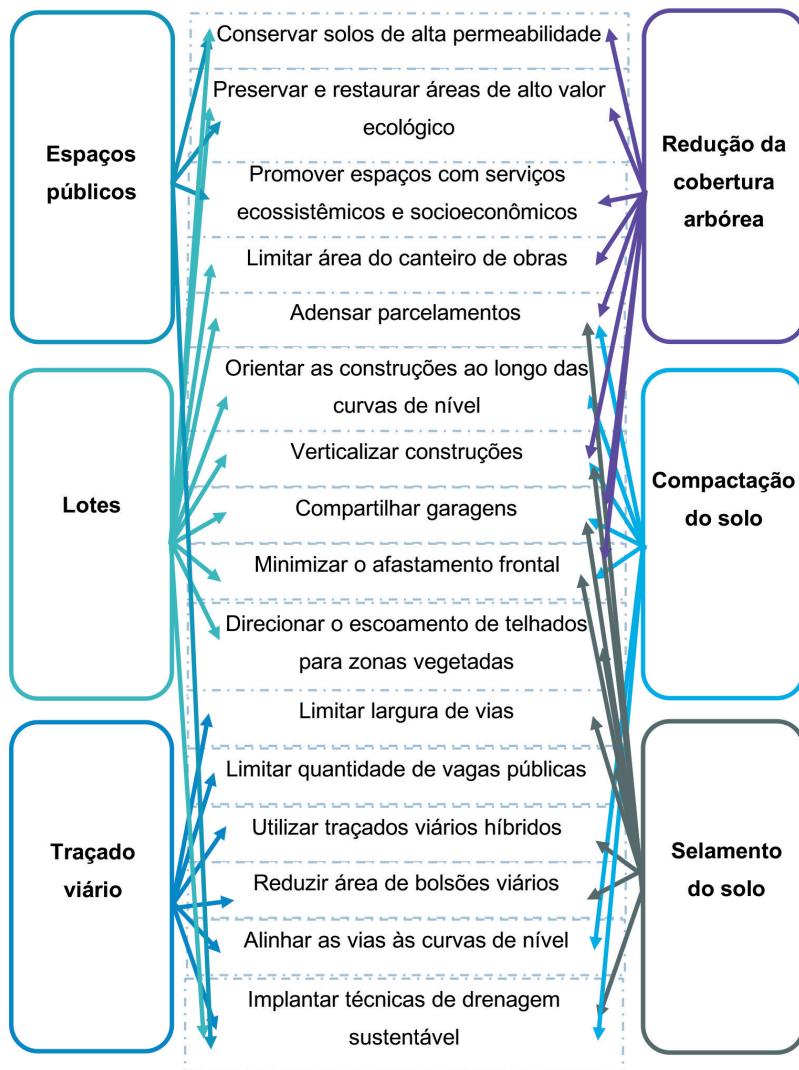 Espaços
públicos
Lotes
Traçado
viário
Conservar solos de alta permeabilidade
Preservar e restaurar áreas de alto valor
ecológico
Promover espaços com serviços
ecossistêmicos e socioeconômicos
Limitar área do canteiro de obras
Adensar parcelamentos
Orientar as construções ao longo das
curvas de nível
Verticalizar construções
Compartilhar garagens
Minimizar o afastamento frontal
Direcionar o escoamento de telhados
para zonas vegetadas
Limitar largura de vias
Limitar quantidade de vagas públicas
Utilizar traçados viários híbridos
Reduzir área de bolsões viários
Alinhar as vias às curvas de nível
Implantar técnicas de drenagem
sustentável
Redução da
cobertura
arbórea
Compactação
do solo
Selamento
do solo